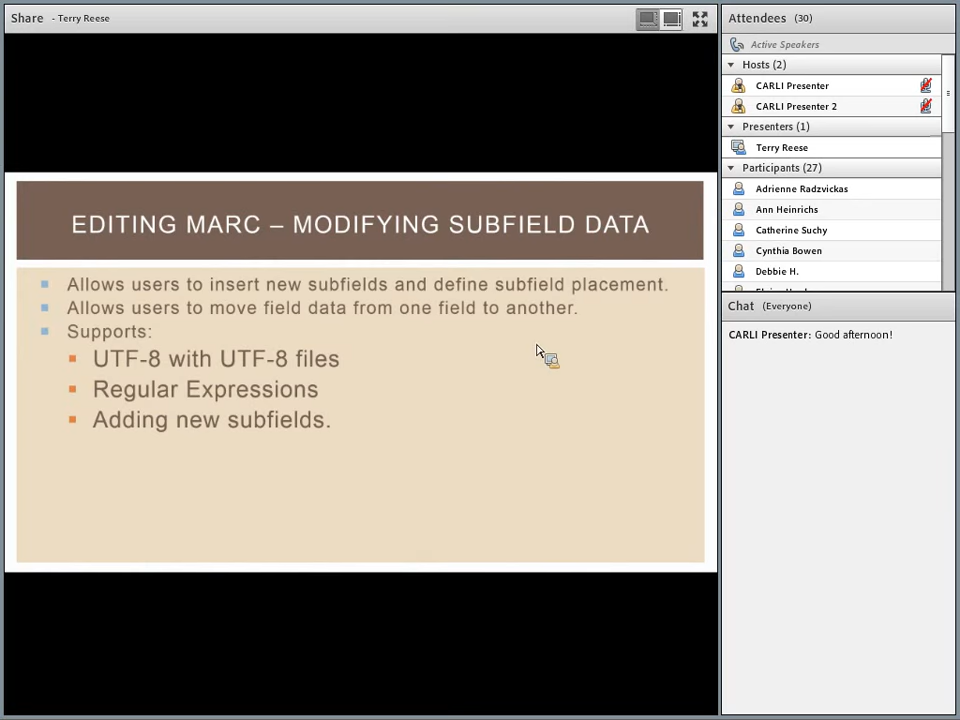 Share - Terry Reese
EDITING MARC – MODIFYING SUBFIELD DATA
Allows users to insert new subfields and define subfield placement.
Allows users to move field data from one field to another.
Supports:
UTF-8 with UTF-8 files
Regular Expressions
Adding new subfields.
Attendees (30)
Active Speakers
Hosts (2)
CARLI Presenter
CARLI Presenter 2
Presenters (1)
Terry Reese
Participants (27)
Adrienne Radzvickas
Ann Heinrichs
Catherine Suchy
Cynthia Bowen
Debbie H.
Chat (Everyone)
CARLI Presenter: Good afternoon!